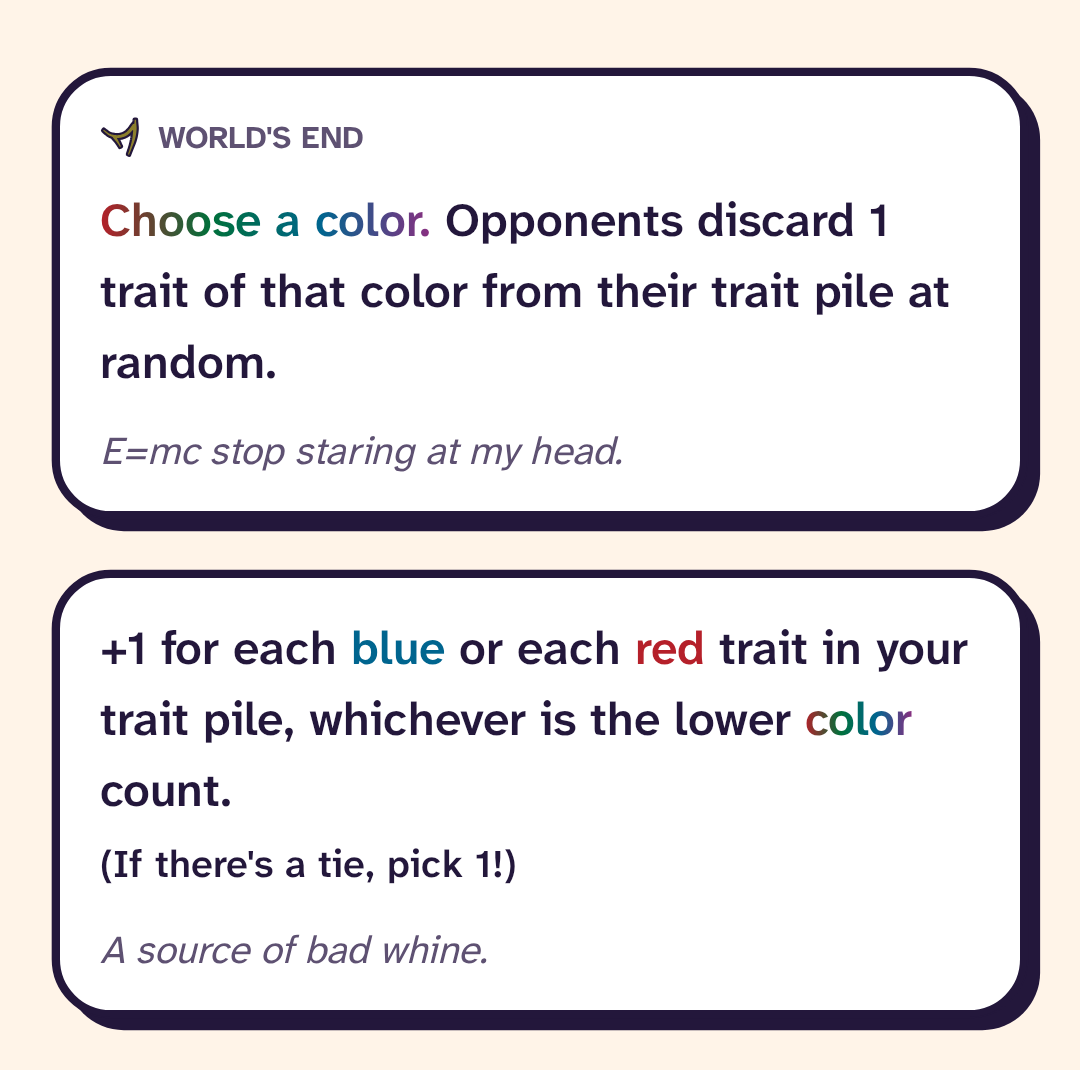 WORLD'S END
Choose a color. Opponents discard 1
trait of that color from their trait pile at
random.
E=mc stop staring at my head.
+1 for each blue or each red trait in your
trait pile, whichever is the lower color
count.
(If there's a tie, pick 1!)
A source of bad whine.